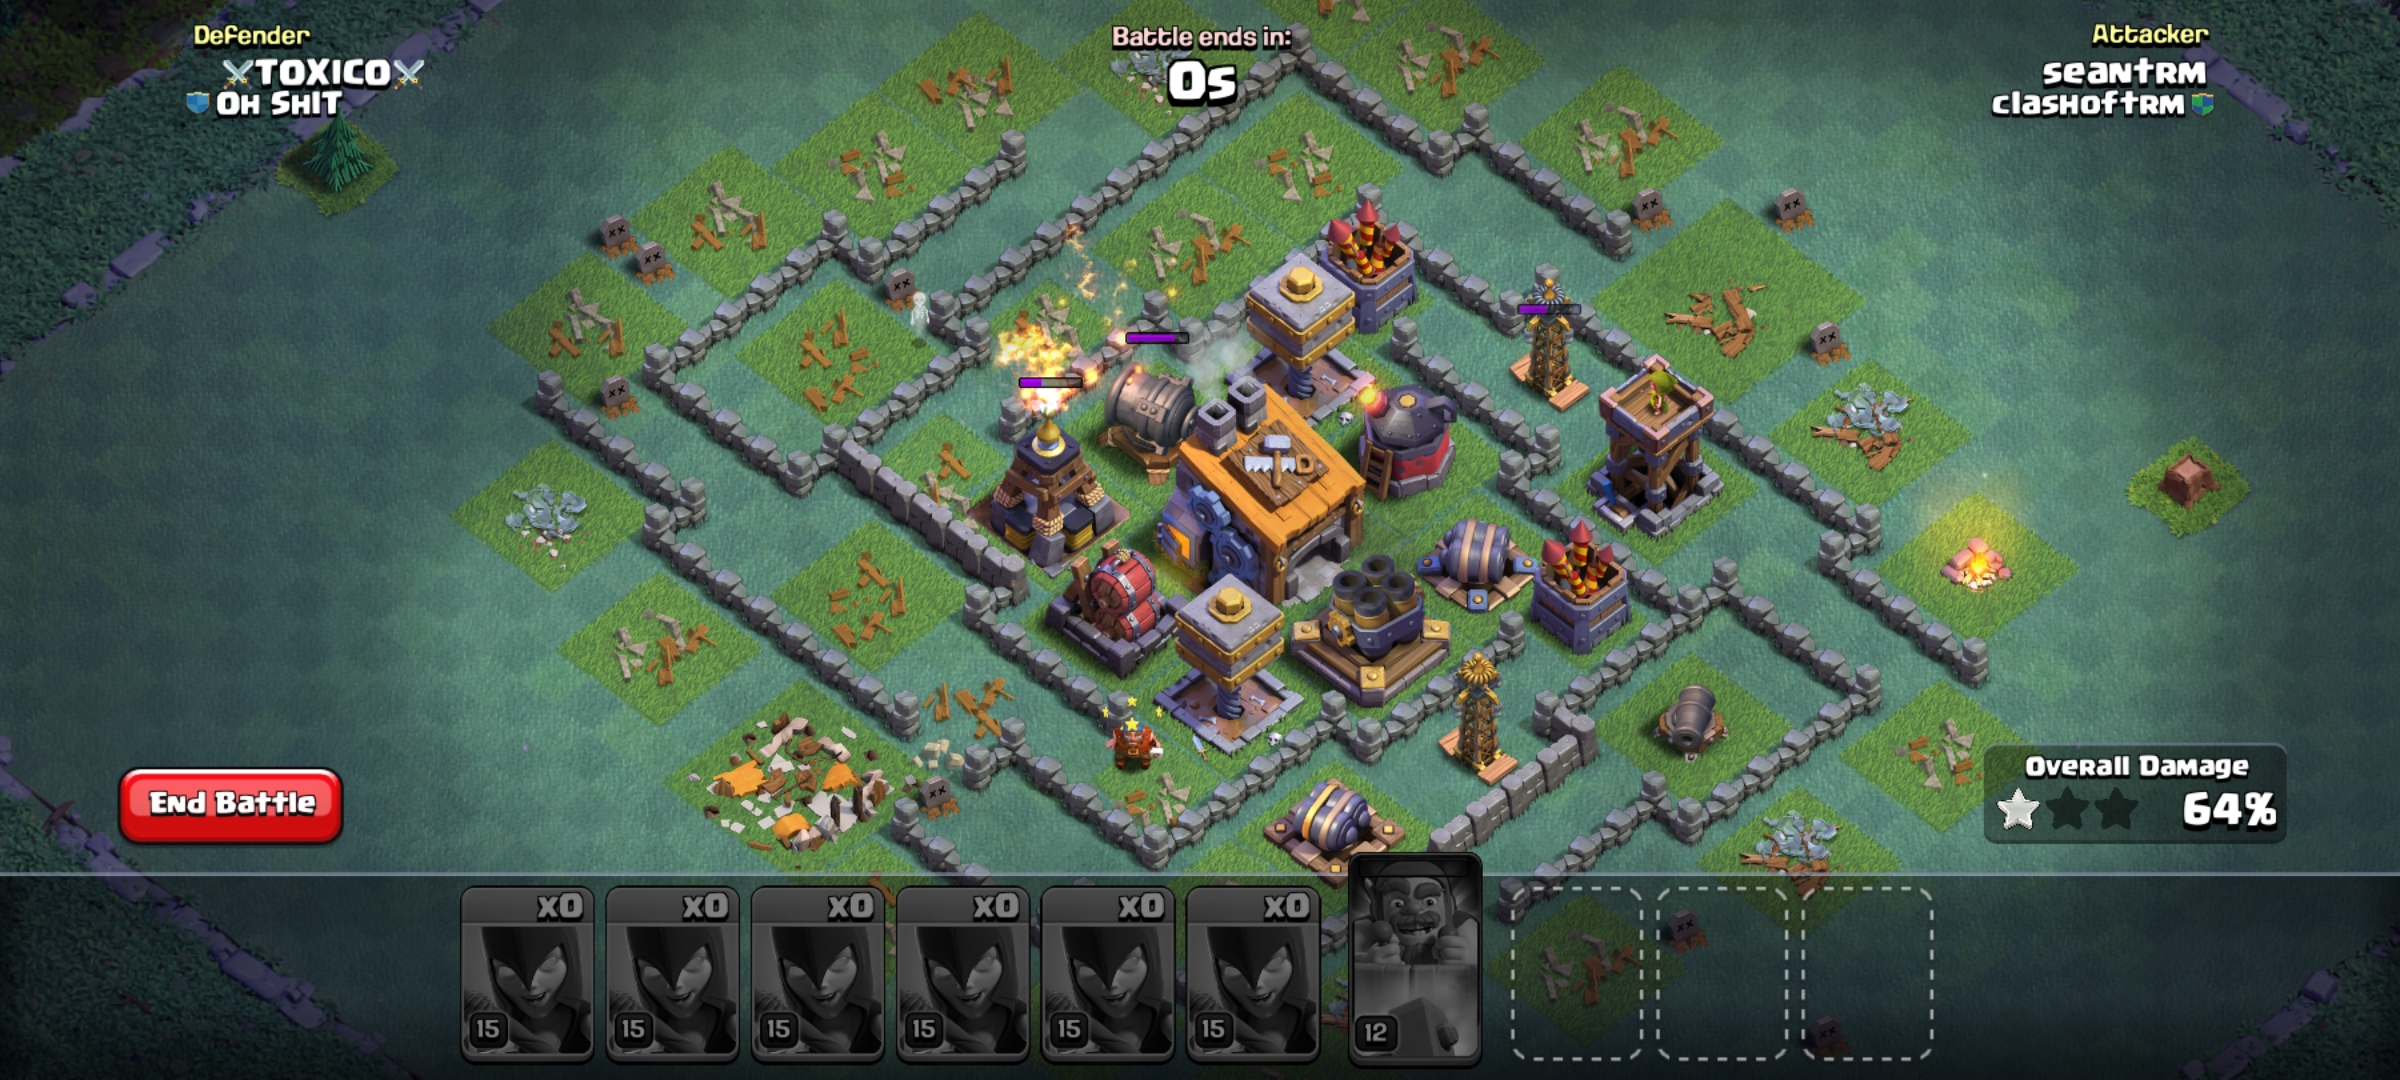 Defender
⚔TOXICO⚔
OH SHIT
Battle ends in:
0s
Attacker
seantrm
clashoftrm
End Battle
Overall Damage
64%
x0
x0
x0
x0
x0
x0
15
15
15
15
15
15
12